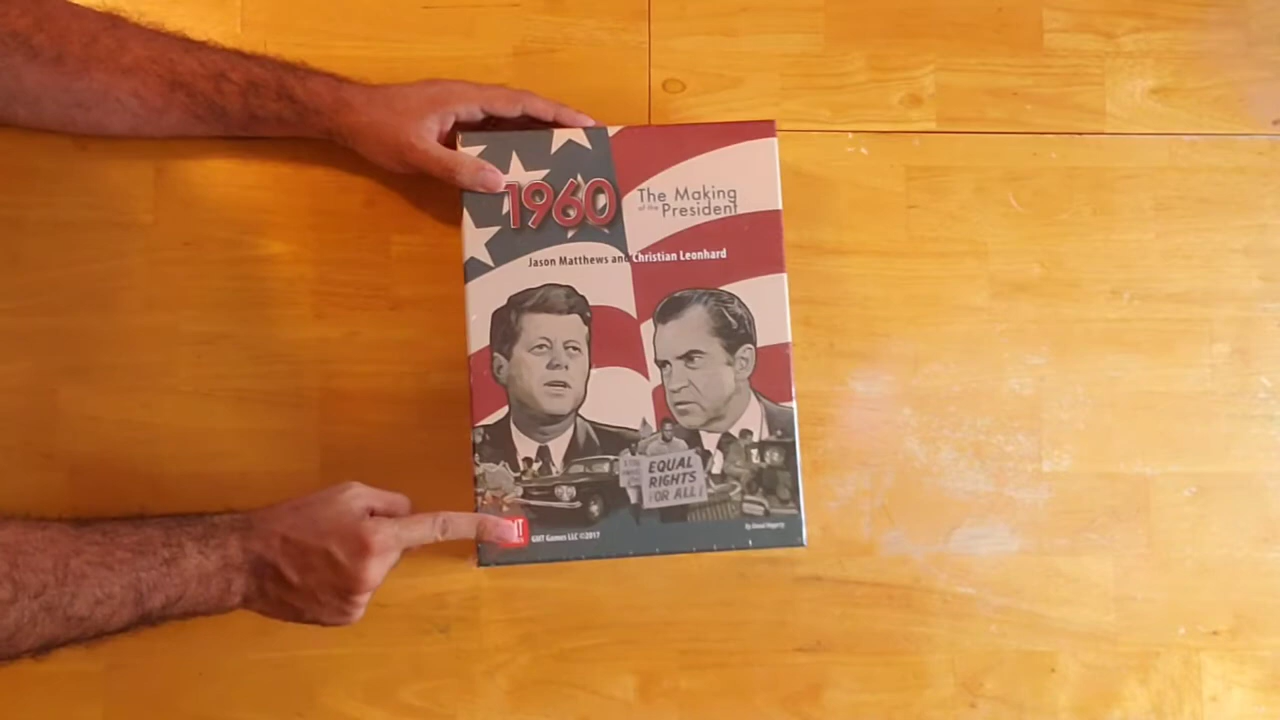 1960
The Making
of the President
Jason Matthews and Christian Leonhard
EQUAL
RIGHTS
FOR ALL!
GMT Games LLC ©2017